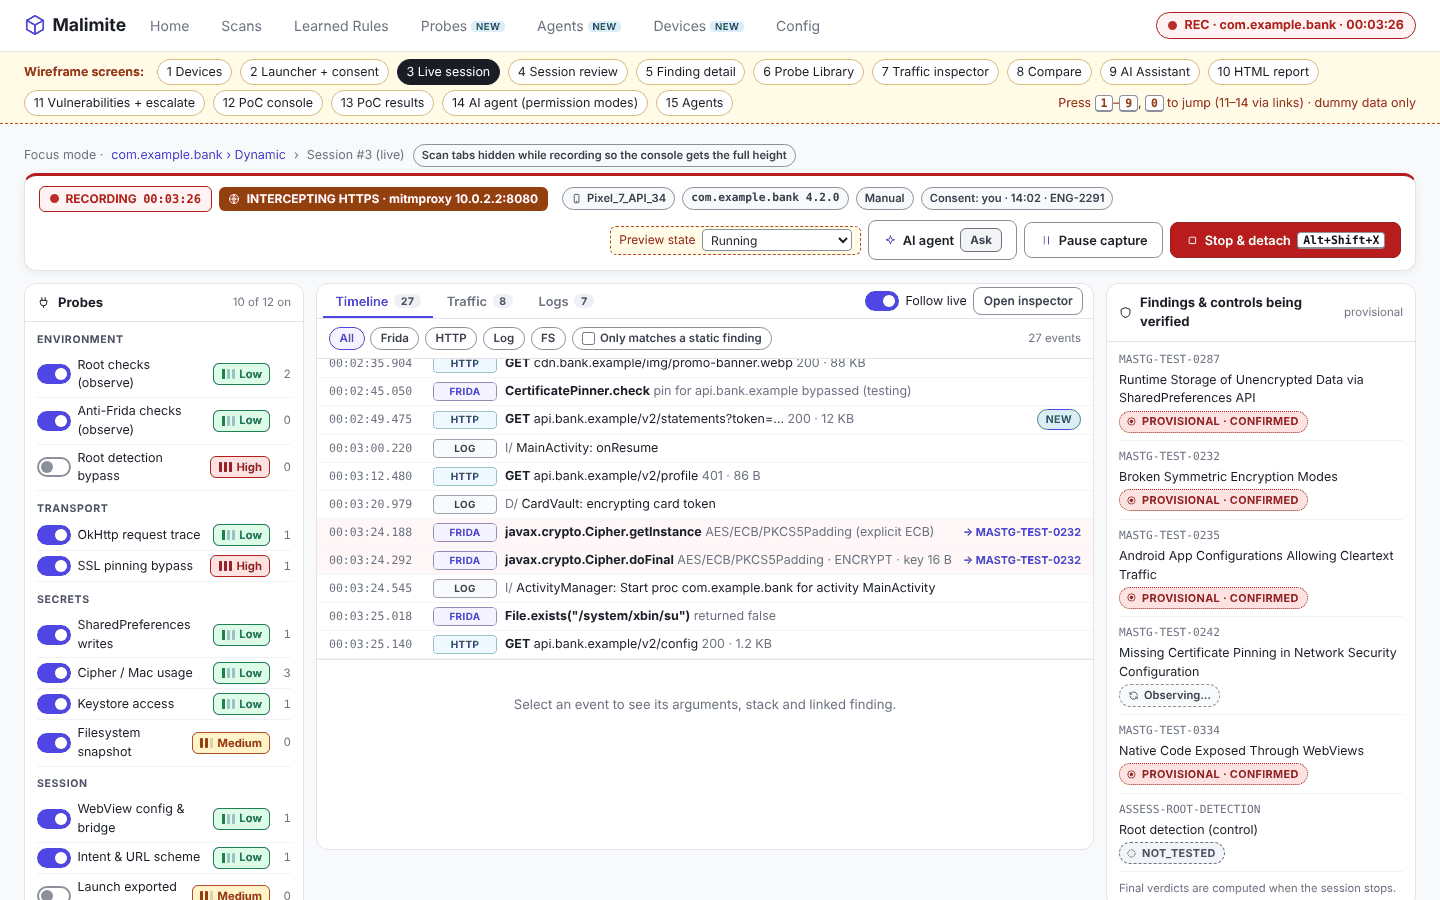 Malimite Home Scans Learned Rules Probes NEW Agents NEW Devices NEW Config REC · com.example.bank · 00:03:26
Wireframe screens: 1 Devices 2 Launcher + consent 3 Live session 4 Session review 5 Finding detail 6 Probe Library 7 Traffic inspector 8 Compare 9 AI Assistant 10 HTML report
11 Vulnerabilities + escalate 12 PoC console 13 PoC results 14 AI agent (permission modes) 15 Agents Press 1–9, 0 to jump (11–14 via links) · dummy data only
Focus mode · com.example.bank › Dynamic › Session #3 (live) Scan tabs hidden while recording so the console gets the full height
RECORDING 00:03:26 INTERCEPTING HTTPS · mitmproxy 10.0.2.2:8080 Pixel_7_API_34 com.example.bank 4.2.0 Manual Consent: you · 14:02 · ENG-2291
Preview state Running AI agent Ask Pause capture Stop & detach Alt+Shift+X
Probes 10 of 12 on
ENVIRONMENT
Root checks (observe) Low 2
Anti-Frida checks (observe) Low 0
Root detection bypass High 0
TRANSPORT
OkHttp request trace Low 1
SSL pinning bypass High 1
SECRETS
SharedPreferences writes Low 1
Cipher / Mac usage Low 3
Keystore access Low 1
Filesystem snapshot Medium 0
SESSION
WebView config & bridge Low 1
Intent & URL scheme Low 1
Launch exported Medium 0
Timeline 27 Traffic 8 Logs 7 Follow live Open inspector
All Frida HTTP Log FS Only matches a static finding 27 events
00:02:35.904 HTTP GET cdn.bank.example/img/promo-banner.webp 200 · 88 KB
00:02:45.050 FRIDA CertificatePinner.check pin for api.bank.example bypassed (testing)
00:02:49.475 HTTP GET api.bank.example/v2/statements?token=… 200 · 12 KB NEW
00:03:00.220 LOG I/ MainActivity: onResume
00:03:12.480 HTTP GET api.bank.example/v2/profile 401 · 86 B
00:03:20.979 LOG D/ CardVault: encrypting card token
00:03:24.188 FRIDA javax.crypto.Cipher.getInstance AES/ECB/PKCS5Padding (explicit ECB) → MASTG-TEST-0232
00:03:24.292 FRIDA javax.crypto.Cipher.doFinal AES/ECB/PKCS5Padding · ENCRYPT · key 16 B → MASTG-TEST-0232
00:03:24.545 LOG I/ ActivityManager: Start proc com.example.bank for activity MainActivity
00:03:25.018 FRIDA File.exists("/system/xbin/su") returned false
00:03:25.140 HTTP GET api.bank.example/v2/config 200 · 1.2 KB
Select an event to see its arguments, stack and linked finding.
Findings & controls being verified provisional
MASTG-TEST-0287
Runtime Storage of Unencrypted Data via
SharedPreferences API
PROVISIONAL · CONFIRMED
MASTG-TEST-0232
Broken Symmetric Encryption Modes
PROVISIONAL · CONFIRMED
MASTG-TEST-0235
Android App Configurations Allowing Cleartext
Traffic
PROVISIONAL · CONFIRMED
MASTG-TEST-0242
Missing Certificate Pinning in Network Security
Configuration
Observing…
MASTG-TEST-0334
Native Code Exposed Through WebViews
PROVISIONAL · CONFIRMED
ASSESS-ROOT-DETECTION
Root detection (control)
NOT_TESTED
Final verdicts are computed when the session stops.